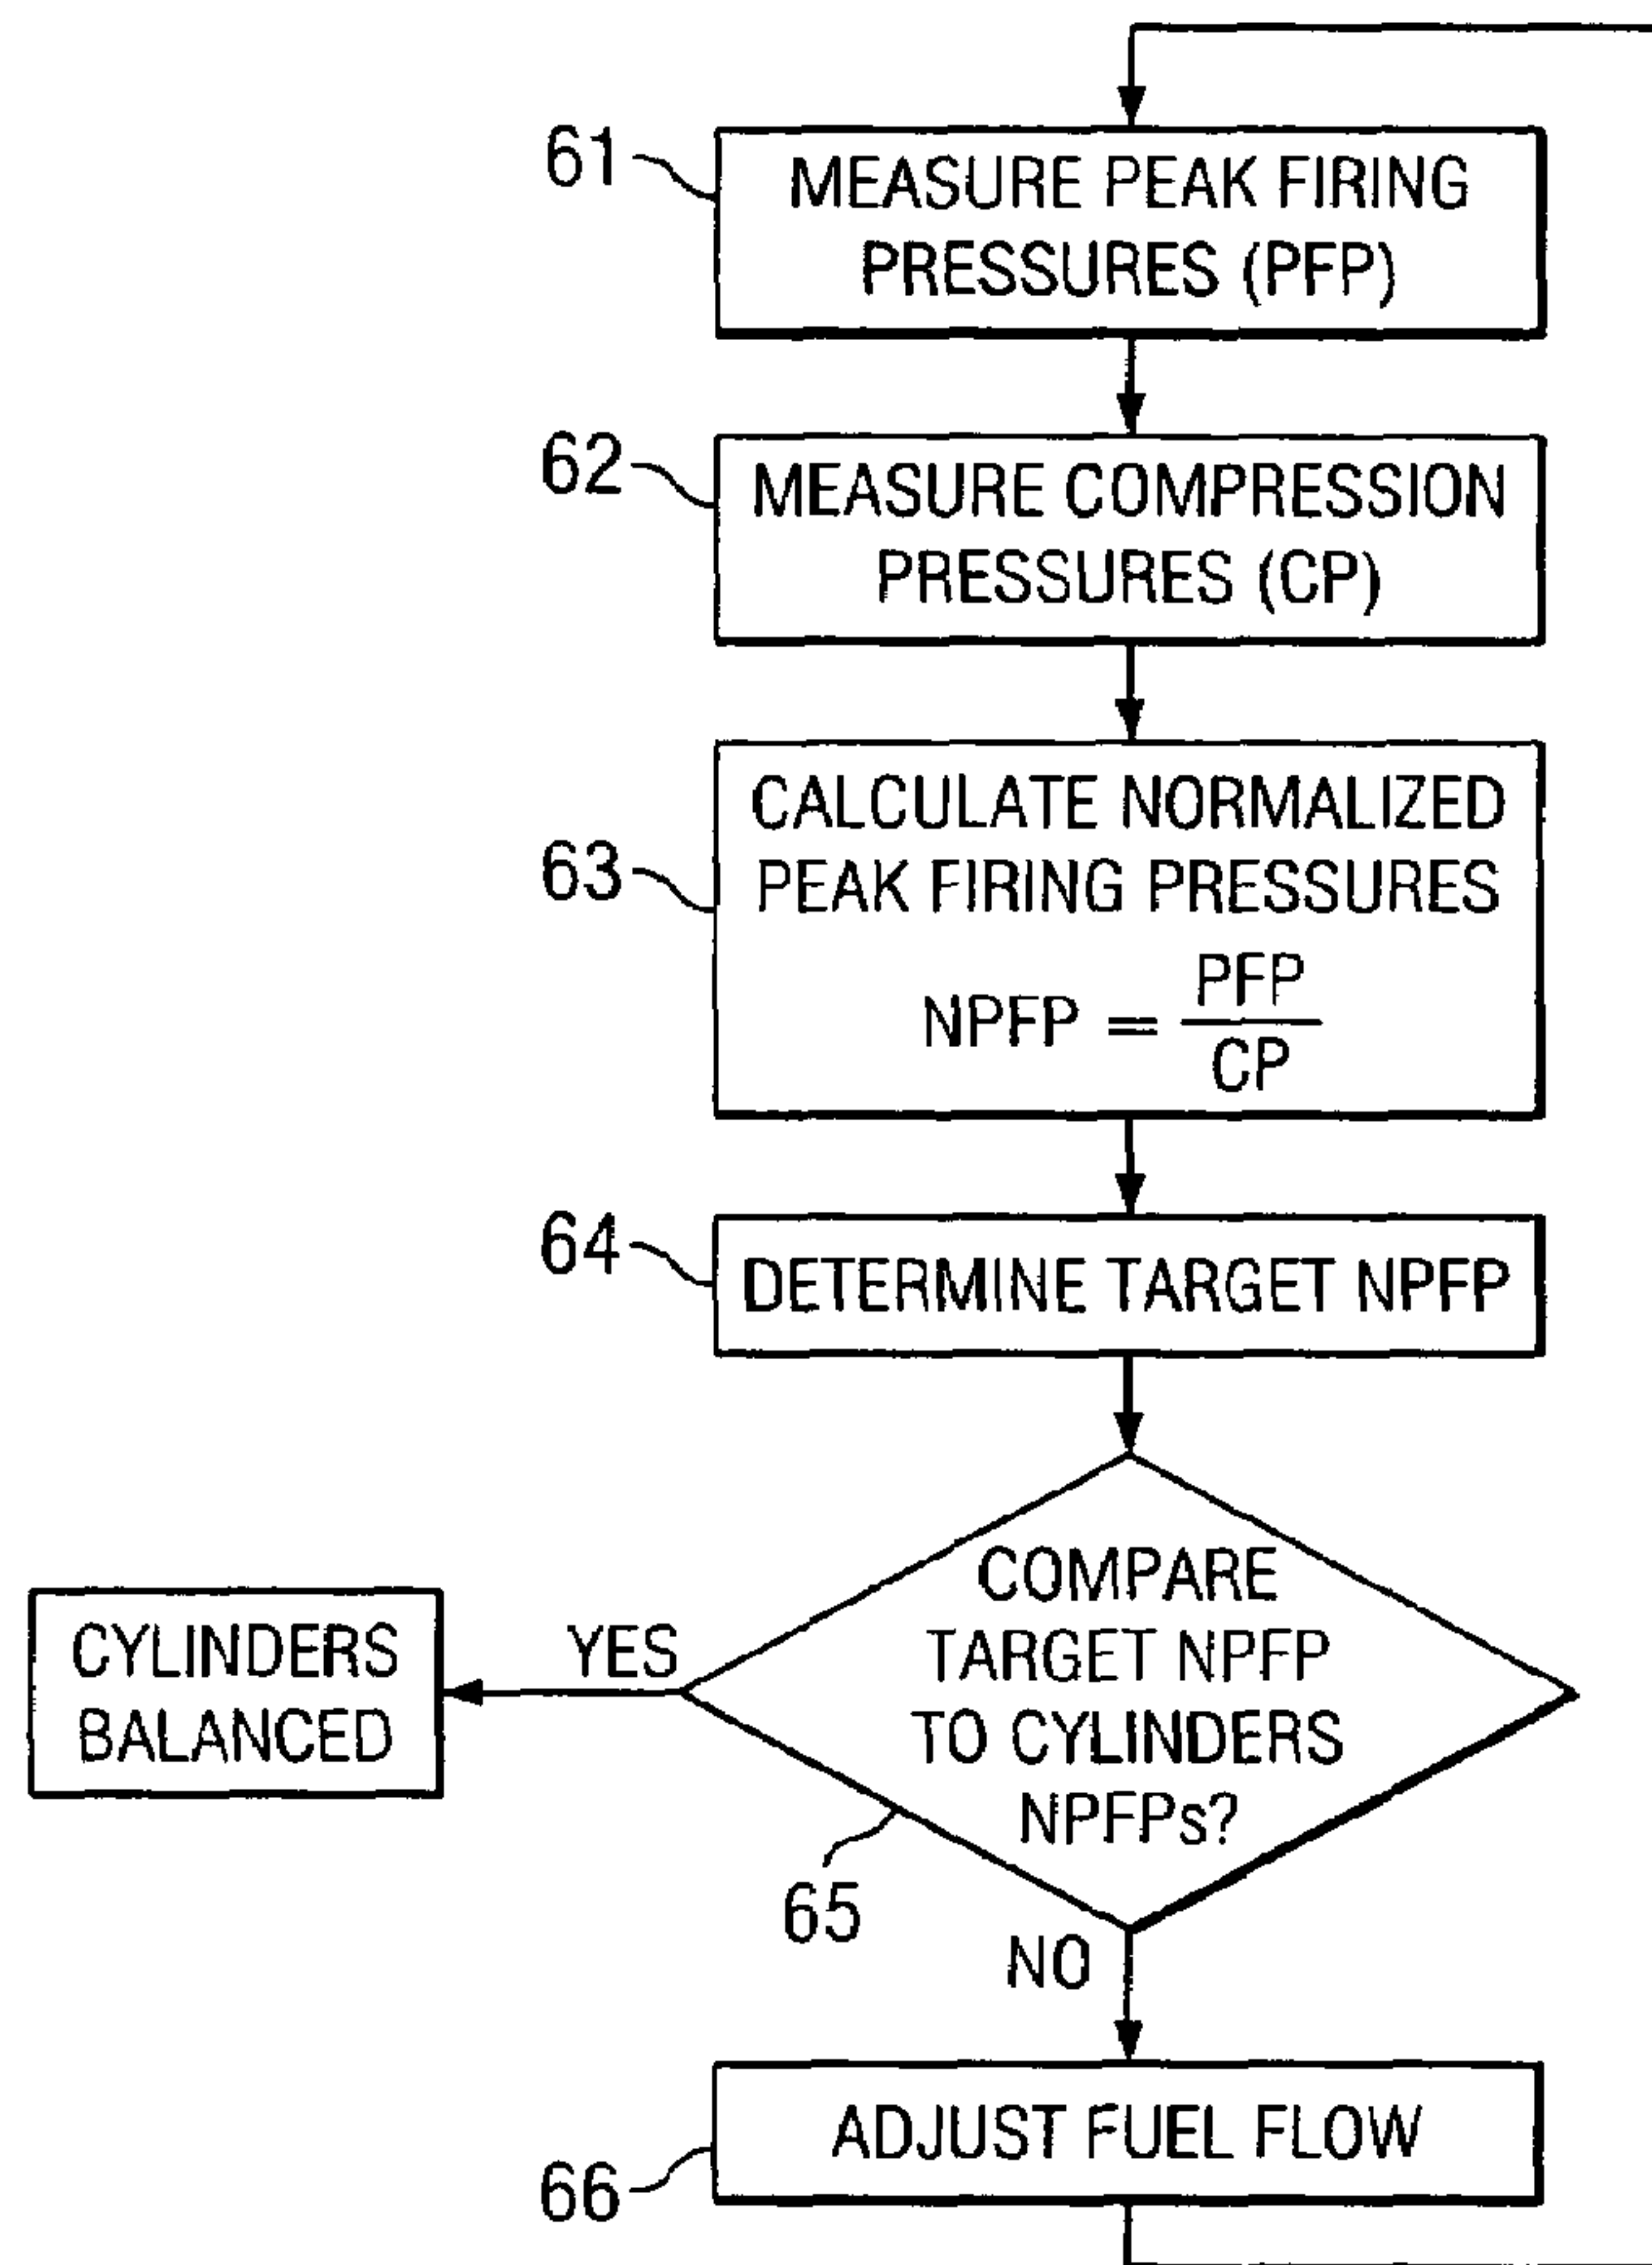 61
MEASURE PEAK FIRING
PRESSURES (PFP)
62
MEASURE COMPRESSION
PRESSURES (CP)
63
CALCULATE NORMALIZED
PEAK FIRING PRESSURES
NPFP = PFP
CP
64
DETERMINE TARGET NPFP
COMPARE
TARGET NPFP
TO CYLINDERS
NPFPs?
65
YES
CYLINDERS
BALANCED
NO
ADJUST FUEL FLOW
66